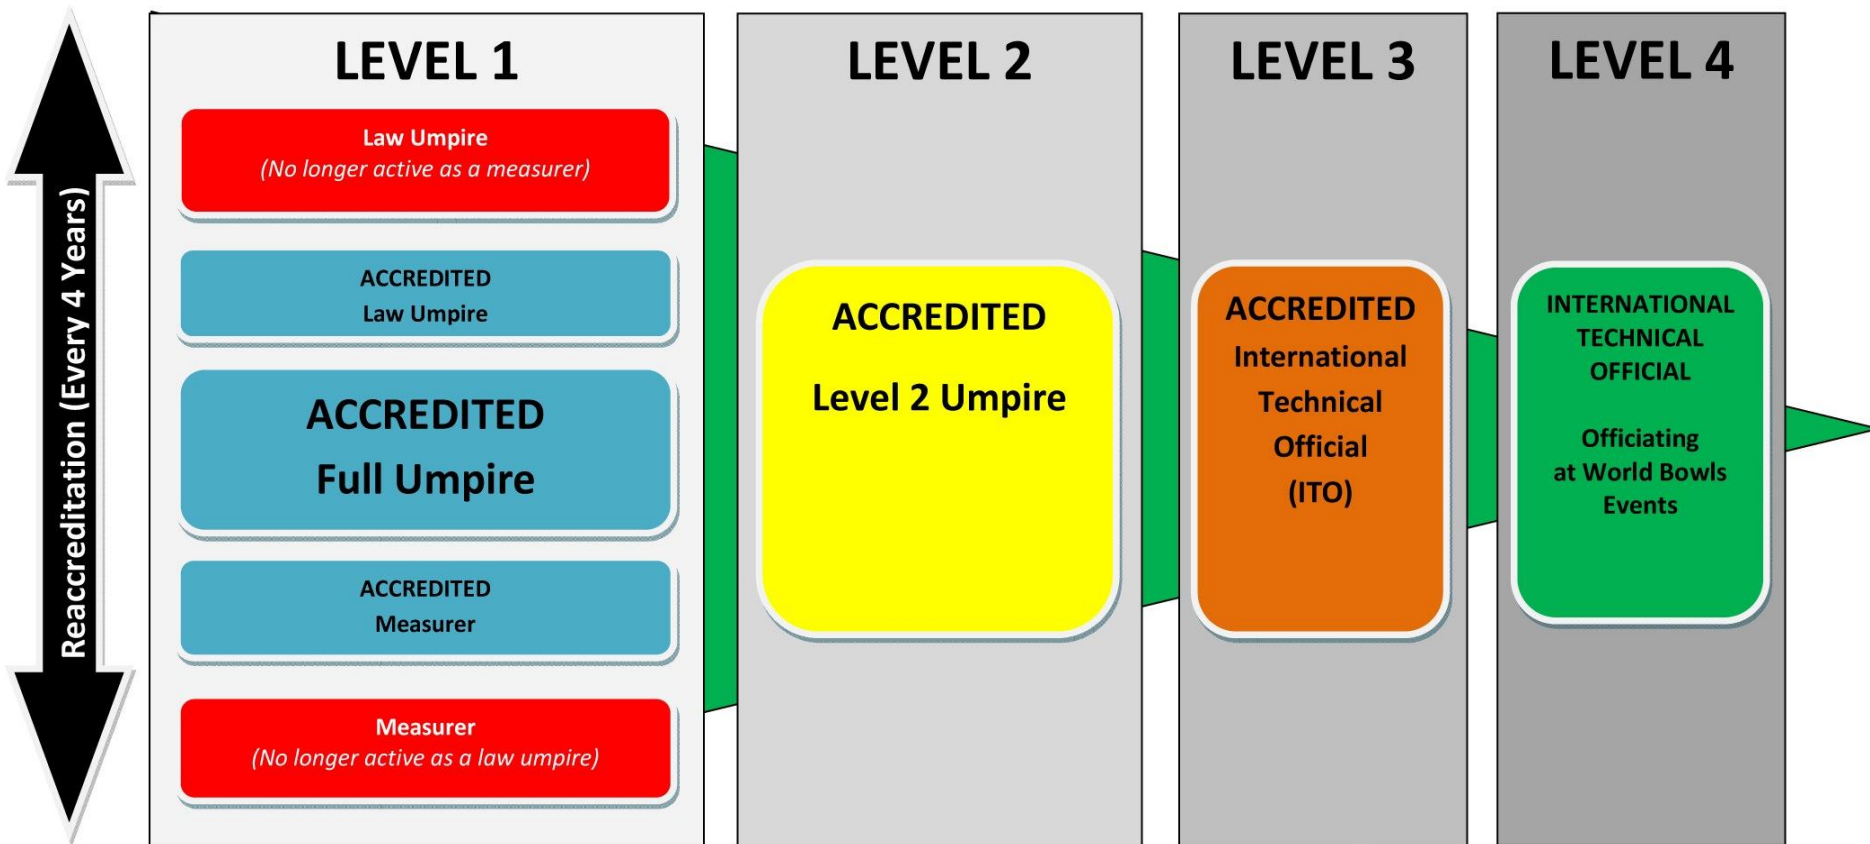 Reaccreditation (Every 4 Years)
LEVEL 1
Law Umpire
(No longer active as a measurer)
ACCREDITED
Law Umpire
ACCREDITED
Full Umpire
ACCREDITED
Measurer
Measurer
(No longer active as a law umpire)
LEVEL 2
ACCREDITED
Level 2 Umpire
LEVEL 3
ACCREDITED
International
Technical
Official
(ITO)
LEVEL 4
INTERNATIONAL
TECHNICAL
OFFICIAL
Officiating
at World Bowls
Events